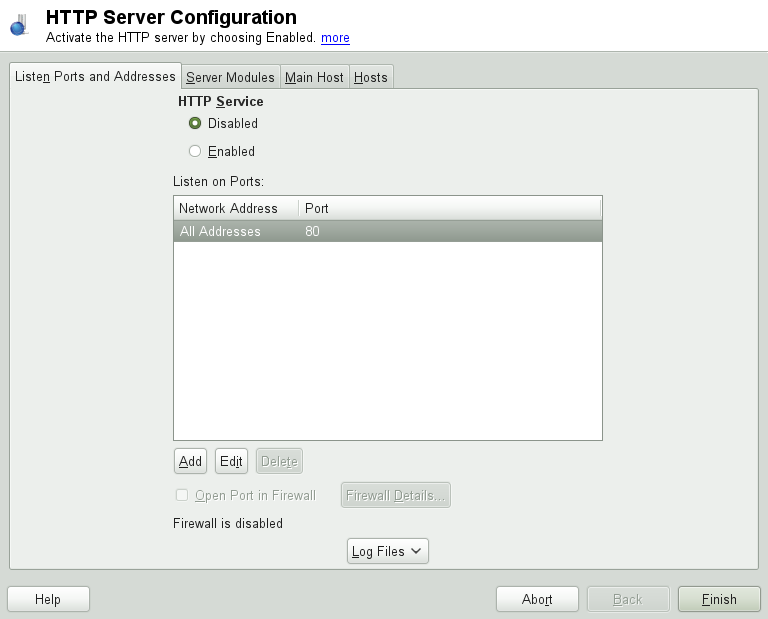 HTTP Server Configuration
Activate the HTTP server by choosing Enabled. more
Listen Ports and Addresses Server Modules Main Host Hosts
HTTP Service
Disabled
Enabled
Listen on Ports:
Network Address Port
All Addresses 80
Add Edit Delete
Open Port in Firewall Firewall Details...
Firewall is disabled
Log Files
Help Abort Back Finish